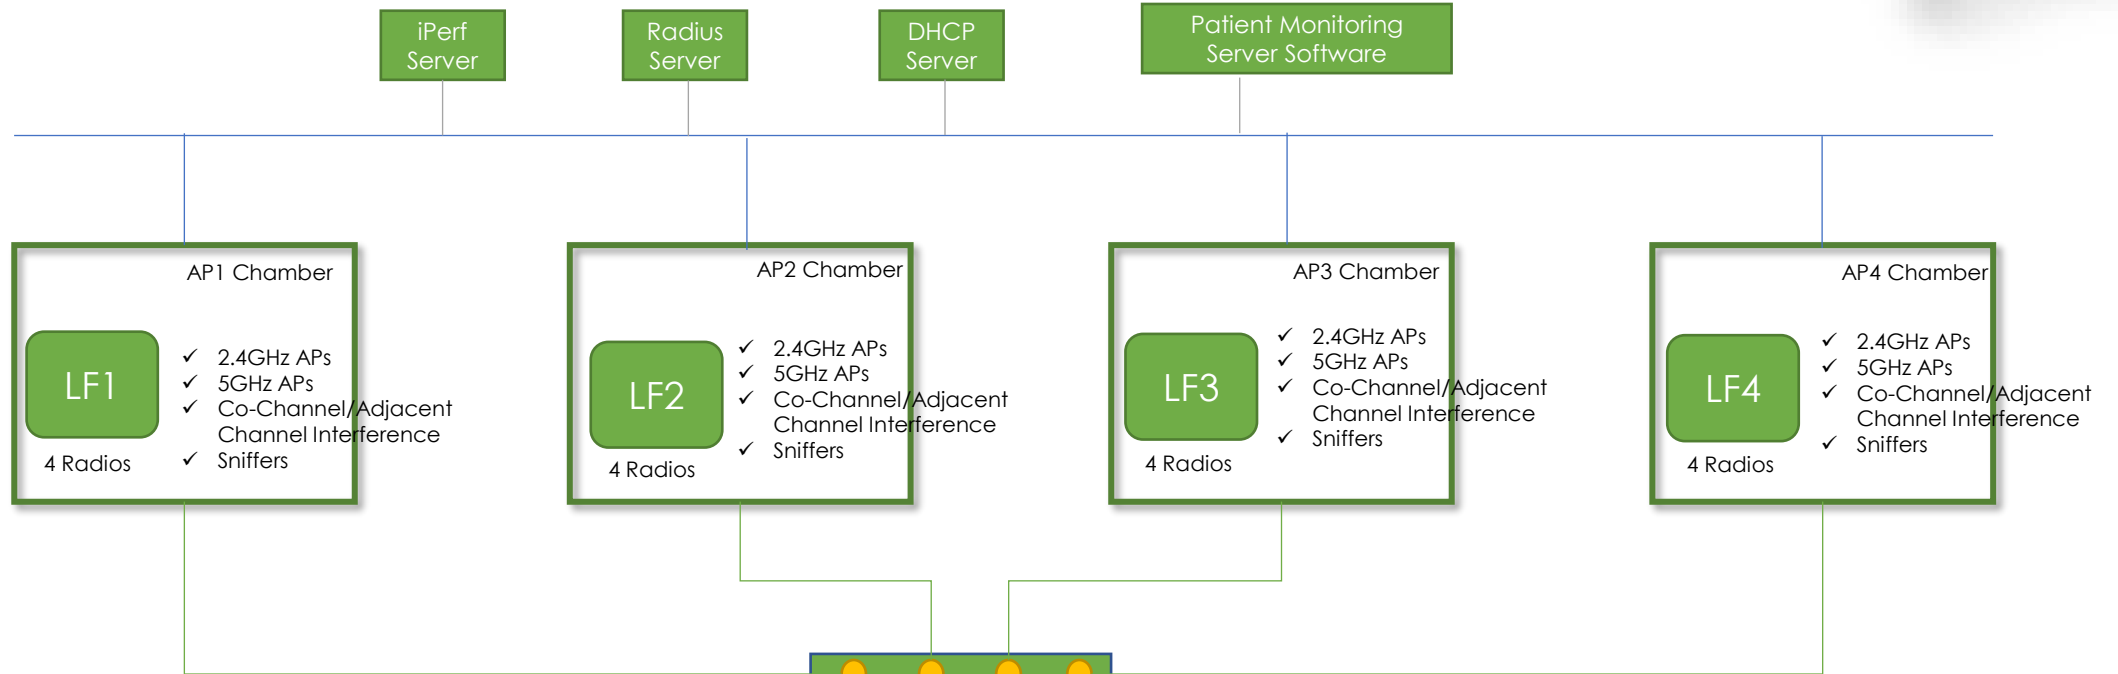 iPerf
Server
Radius
Server
DHCP
Server
Patient Monitoring
Server Software
AP1 Chamber
LF1
4 Radios
✓ 2.4GHz APs
✓ 5GHz APs
✓ Co-Channel/Adjacent
Channel Interference
✓ Sniffers
AP2 Chamber
LF2
4 Radios
✓ 2.4GHz APs
✓ 5GHz APs
✓ Co-Channel/Adjacent
Channel Interference
✓ Sniffers
AP3 Chamber
LF3
4 Radios
✓ 2.4GHz APs
✓ 5GHz APs
✓ Co-Channel/Adjacent
Channel Interference
✓ Sniffers
AP4 Chamber
LF4
4 Radios
✓ 2.4GHz APs
✓ 5GHz APs
✓ Co-Channel/Adjacent
Channel Interference
✓ Sniffers